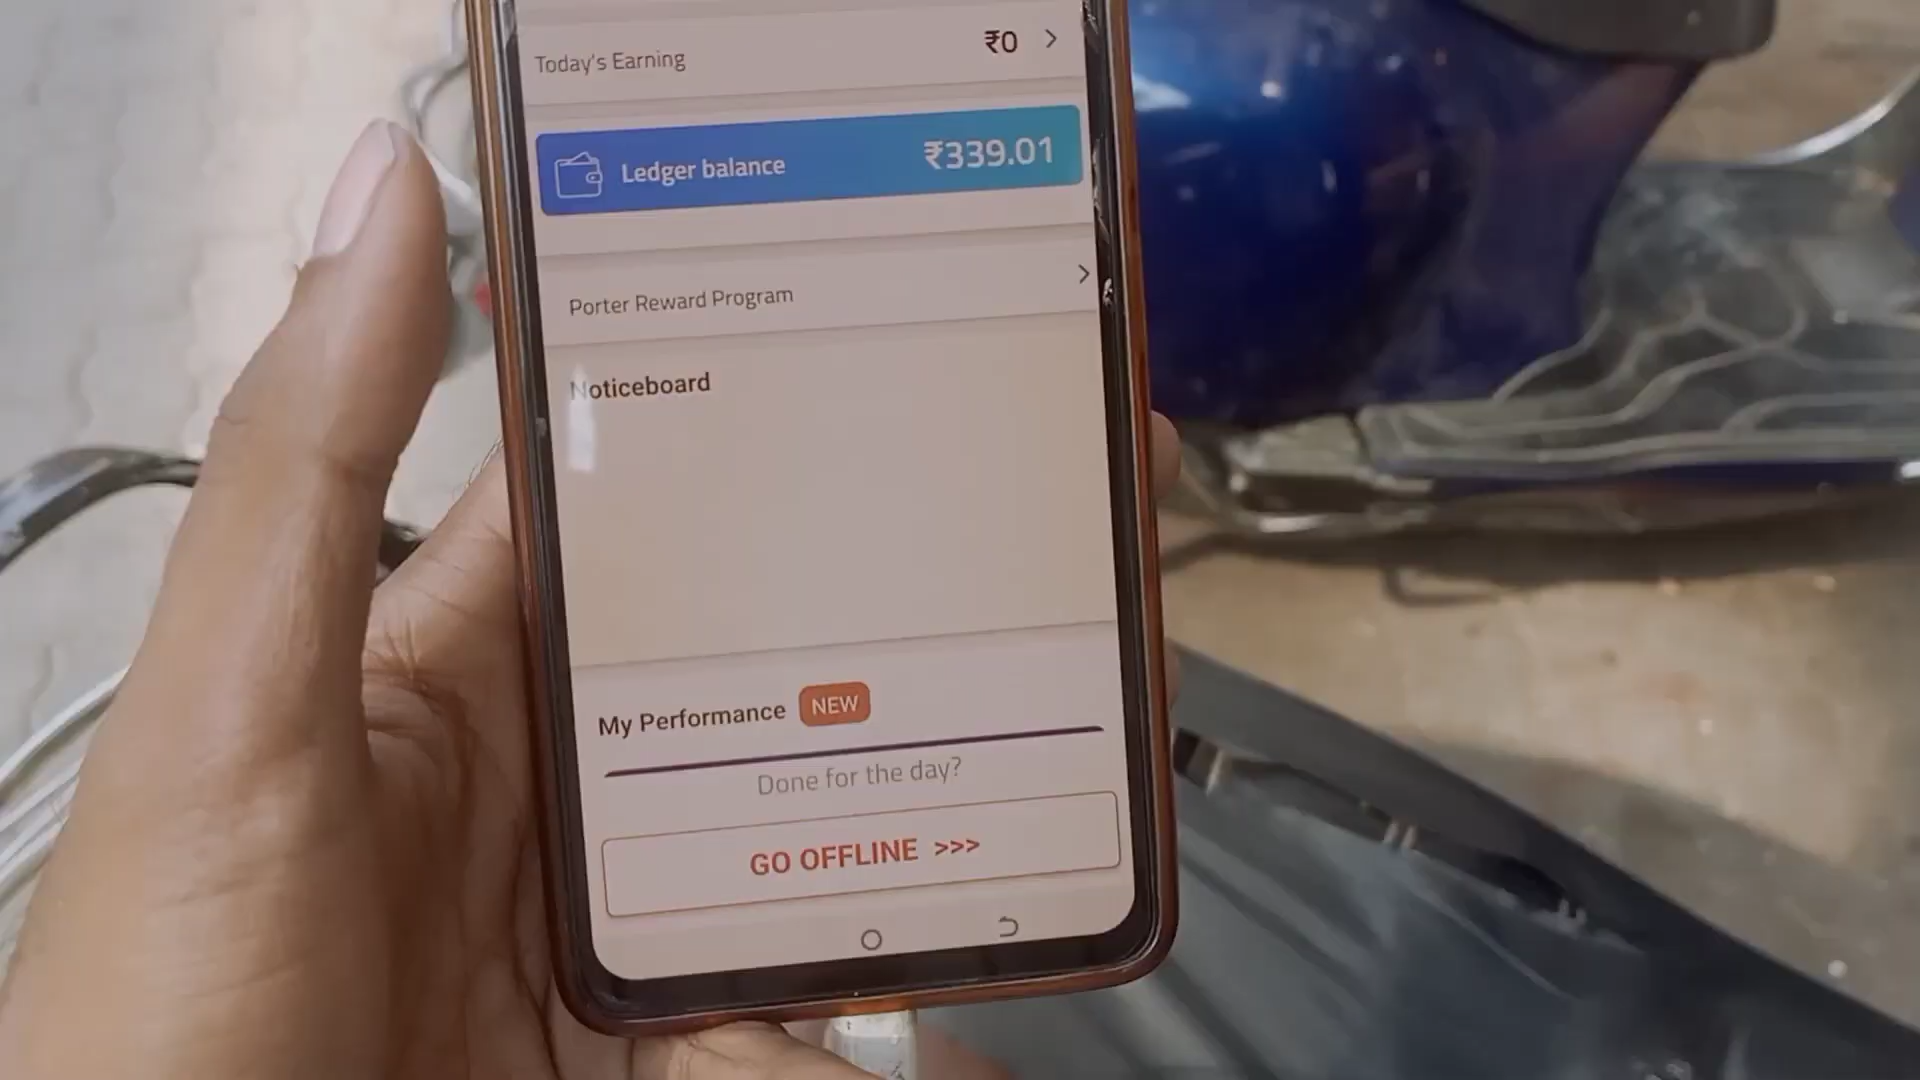 Today's Earning ₹0 >
Ledger balance ₹339.01
Porter Reward Program >
Noticeboard
My Performance NEW
Done for the day?
GO OFFLINE >>>